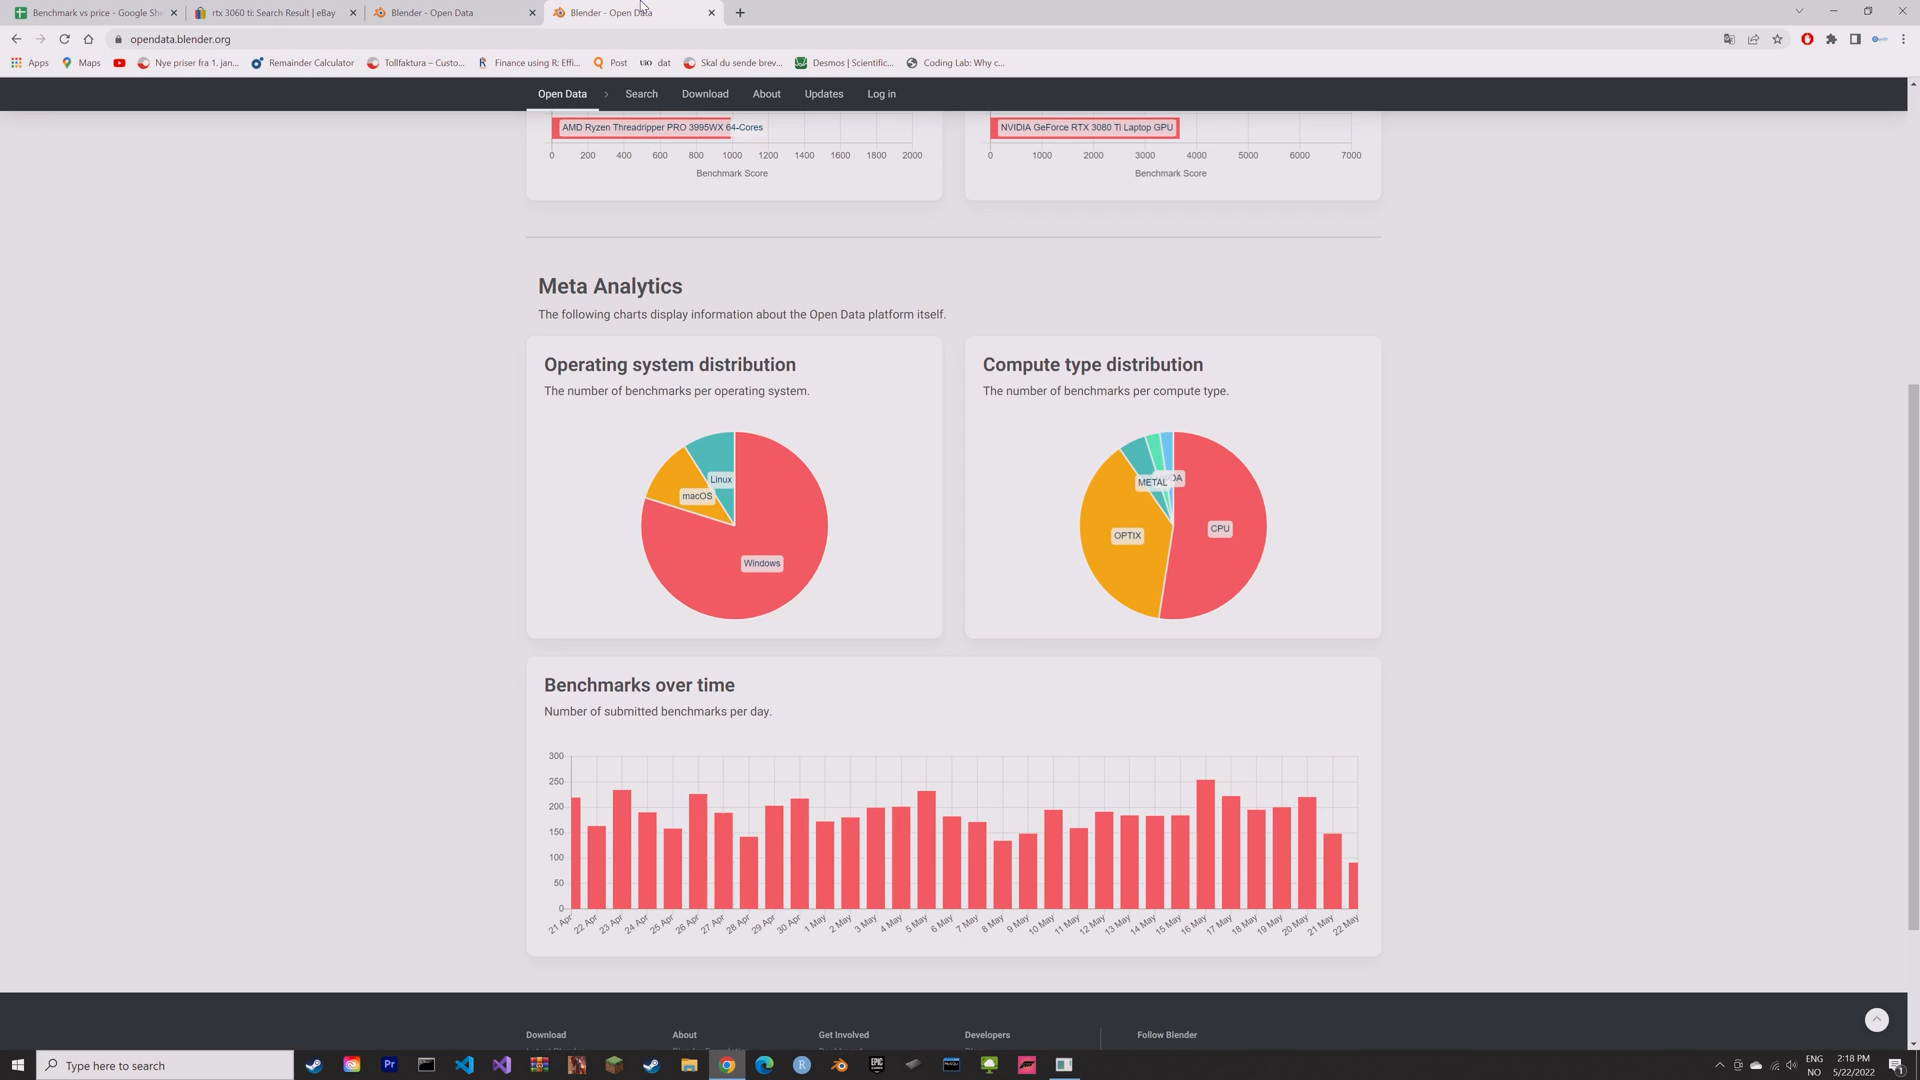 Benchmark vs price - Google She
rtx 3060 ti: Search Result | eBay
Blender - Open Data
Blender - Open Data
opendata.blender.org
Apps
Maps
Nye priser fra 1. jan...
Remainder Calculator
Tollfaktura – Custo...
Finance using R: Effi...
Post
UiO dat
Skal du sende brev...
Desmos | Scientific...
Coding Lab: Why c...
Open Data
Search
Download
About
Updates
Log in
AMD Ryzen Threadripper PRO 3995WX 64-Cores
0 200 400 600 800 1000 1200 1400 1600 1800 2000
Benchmark Score
NVIDIA GeForce RTX 3080 Ti Laptop GPU
0 1000 2000 3000 4000 5000 6000 7000
Benchmark Score
Meta Analytics
The following charts display information about the Open Data platform itself.
Operating system distribution
The number of benchmarks per operating system.
Linux
macOS
Windows
Compute type distribution
The number of benchmarks per compute type.
METAL
DA
OPTIX
CPU
Benchmarks over time
Number of submitted benchmarks per day.
300
250
200
150
100
50
0
21 Apr 22 Apr 23 Apr 24 Apr 25 Apr 26 Apr 27 Apr 28 Apr 29 Apr 30 Apr 1 May 2 May 3 May 4 May 5 May 6 May 7 May 8 May 9 May 10 May 11 May 12 May 13 May 14 May 15 May 16 May 17 May 18 May 19 May 20 May 21 May 22 May
Download
About
Get Involved
Developers
Follow Blender
Type here to search
Pr
R
EPIC
ENG
NO
2:18 PM
5/22/2022
1